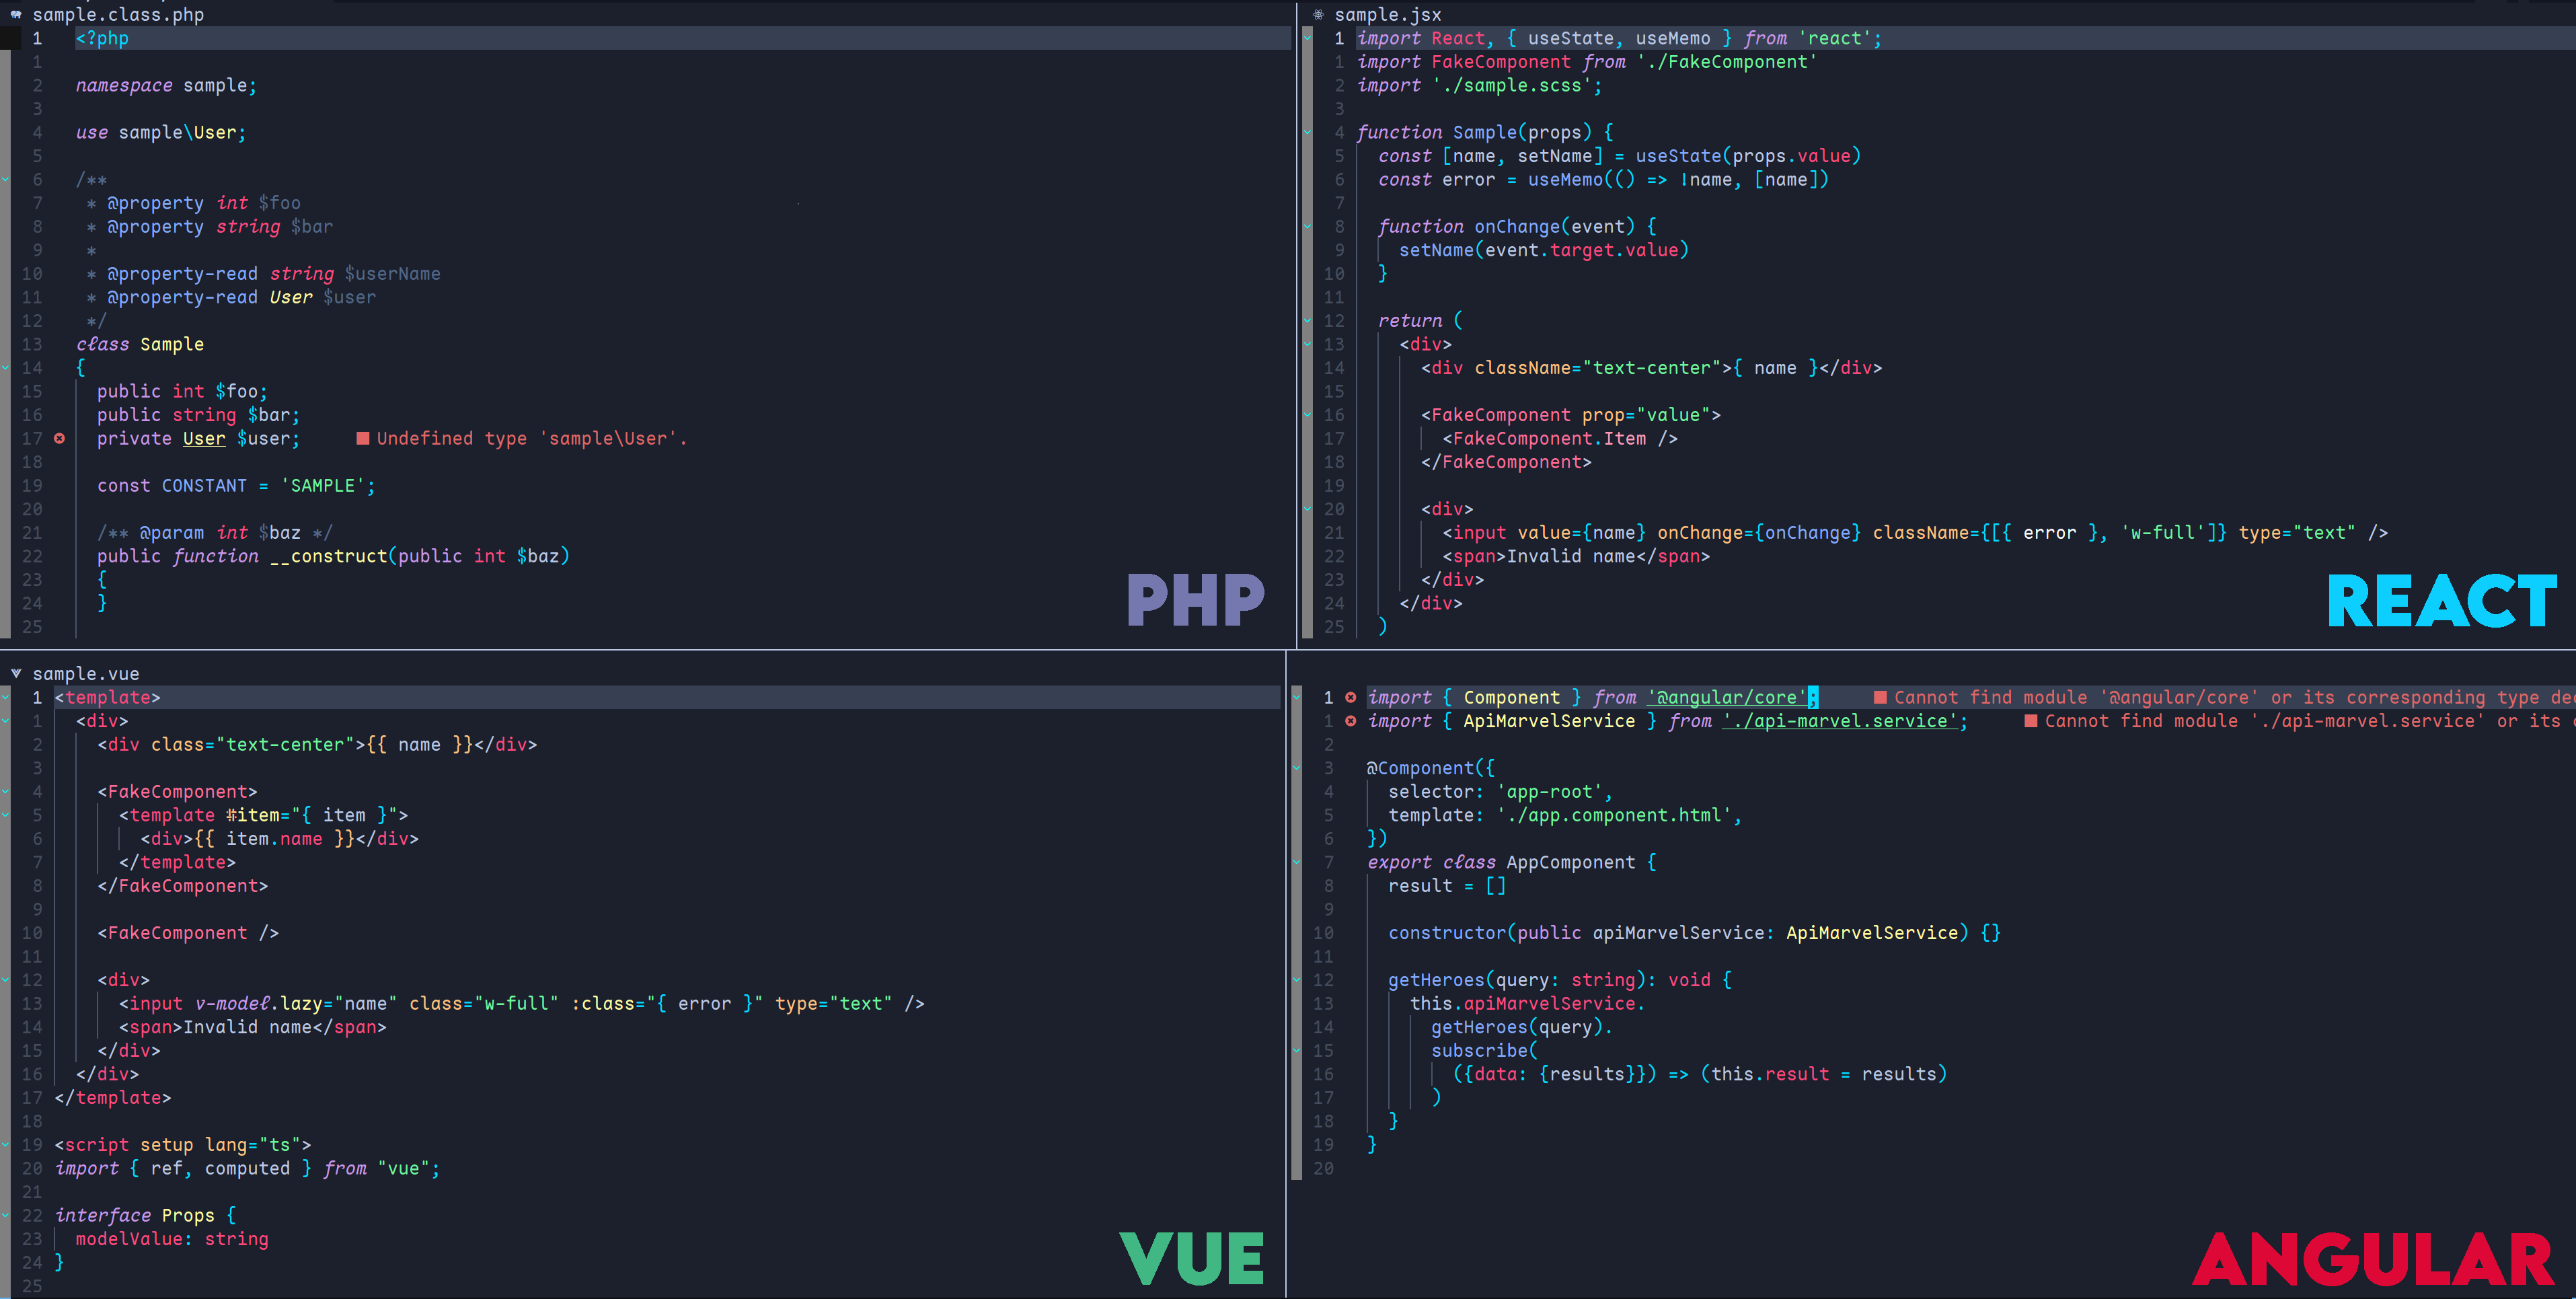 sample.class.php
1 <?php
1
2 namespace sample;
3
4 use sample\User;
5
6 /**
7 * @property int $foo
8 * @property string $bar
9 *
10 * @property-read string $userName
11 * @property-read User $user
12 */
13 class Sample
14 {
15 public int $foo;
16 public string $bar;
17 private User $user; Undefined type 'sample\User'.
18
19 const CONSTANT = 'SAMPLE';
20
21 /** @param int $baz */
22 public function __construct(public int $baz)
23 {
24 }
25
PHP
sample.jsx
1 import React, { useState, useMemo } from 'react';
1 import FakeComponent from './FakeComponent'
2 import './sample.scss';
3
4 function Sample(props) {
5 const [name, setName] = useState(props.value)
6 const error = useMemo(() => !name, [name])
7
8 function onChange(event) {
9 setName(event.target.value)
10 }
11
12 return (
13 <div>
14 <div className="text-center">{ name }</div>
15
16 <FakeComponent prop="value">
17 <FakeComponent.Item />
18 </FakeComponent>
19
20 <div>
21 <input value={name} onChange={onChange} className={[{ error }, 'w-full']} type="text" />
22 <span>Invalid name</span>
23 </div>
24 </div>
25 )
REACT
sample.vue
1 <template>
1 <div>
2 <div class="text-center">{{ name }}</div>
3
4 <FakeComponent>
5 <template #item="{ item }">
6 <div>{{ item.name }}</div>
7 </template>
8 </FakeComponent>
9
10 <FakeComponent />
11
12 <div>
13 <input v-model.lazy="name" class="w-full" :class="{ error }" type="text" />
14 <span>Invalid name</span>
15 </div>
16 </div>
17 </template>
18
19 <script setup lang="ts">
20 import { ref, computed } from "vue";
21
22 interface Props {
23 modelValue: string
24 }
25
VUE
1 import { Component } from '@angular/core'; Cannot find module '@angular/core' or its corresponding type dec
1 import { ApiMarvelService } from './api-marvel.service'; Cannot find module './api-marvel.service' or its
2
3 @Component({
4 selector: 'app-root',
5 template: './app.component.html',
6 })
7 export class AppComponent {
8 result = []
9
10 constructor(public apiMarvelService: ApiMarvelService) {}
11
12 getHeroes(query: string): void {
13 this.apiMarvelService.
14 getHeroes(query).
15 subscribe(
16 ({data: {results}}) => (this.result = results)
17 )
18 }
19 }
20
ANGULAR